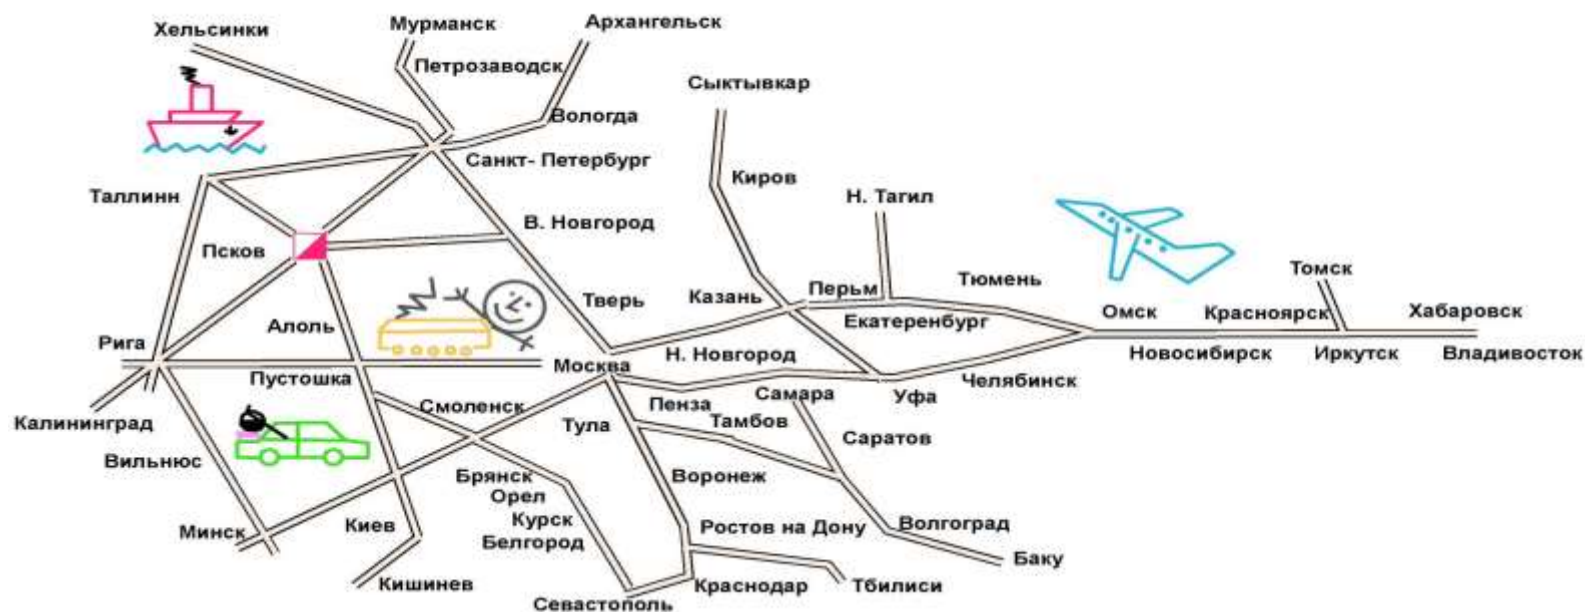 Хельсинки
Мурманск
Архангельск
Петрозаводск
Сыктывкар
Вологда
Санкт- Петербург
Таллинн
Киров
Н. Тагил
В. Новгород
Псков
Томск
Тюмень
Перьм
Казань
Тверь
Омск
Красноярск
Хабаровск
Екатеренбург
Алоль
Рига
Н. Новгород
Новосибирск
Иркутск
Владивосток
Москва
Пустошка
Челябинск
Самара
Уфа
Пенза
Смоленск
Калининград
Тула
Тамбов
Саратов
Вильнюс
Брянск
Воронеж
Орел
Курск
Киев
Минск
Ростов на Дону
Волгоград
Белгород
Баку
Кишинев
Краснодар
Тбилиси
Севастополь